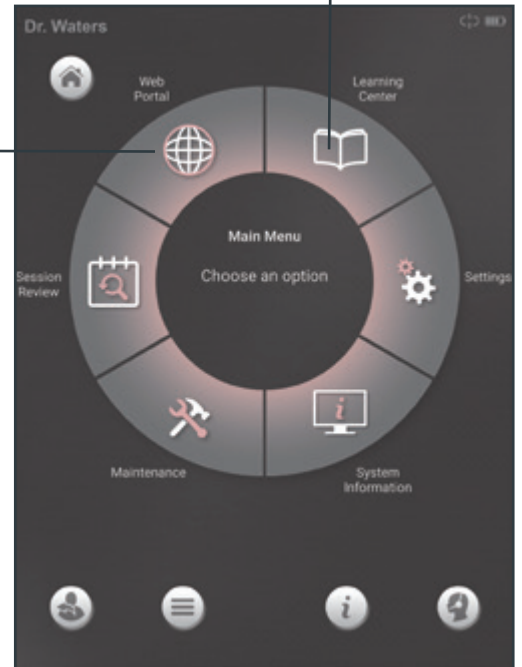 Dr. Waters
Web
Portal
Learning
Center
Main Menu
Choose an option
Session
Review
Settings
Maintenance
System
Information
i
i